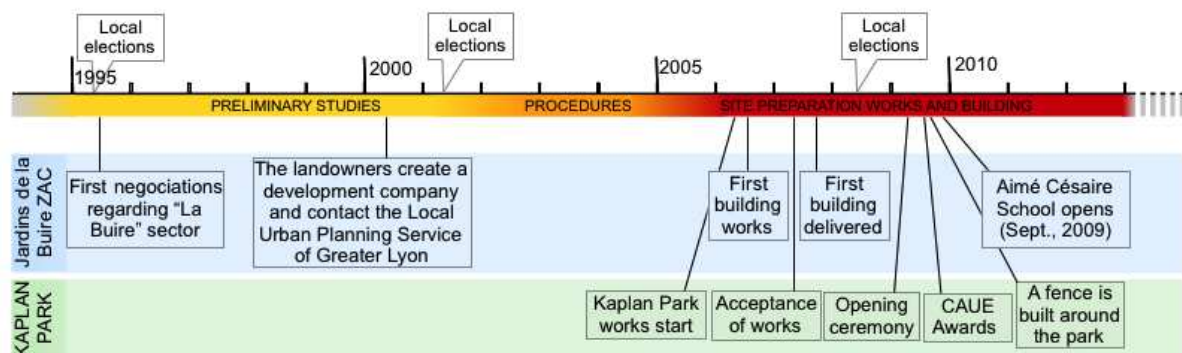 Local
elections
Local
elections
Local
elections
1995
2000
2005
2010
PRELIMINARY STUDIES
PROCEDURES
SITE PREPARATION WORKS AND BUILDING
Jardins de la
Buire ZAC
First negociations
regarding “La
Buire” sector
The landowners create a
development company
and contact the Local
Urban Planning Service
of Greater Lyon
First
building
works
First
building
delivered
Aimé Césaire
School opens
(Sept., 2009)
KAPLAN
PARK
Kaplan Park
works start
Acceptance
of works
Opening
ceremony
CAUE
Awards
A fence is
built around
the park